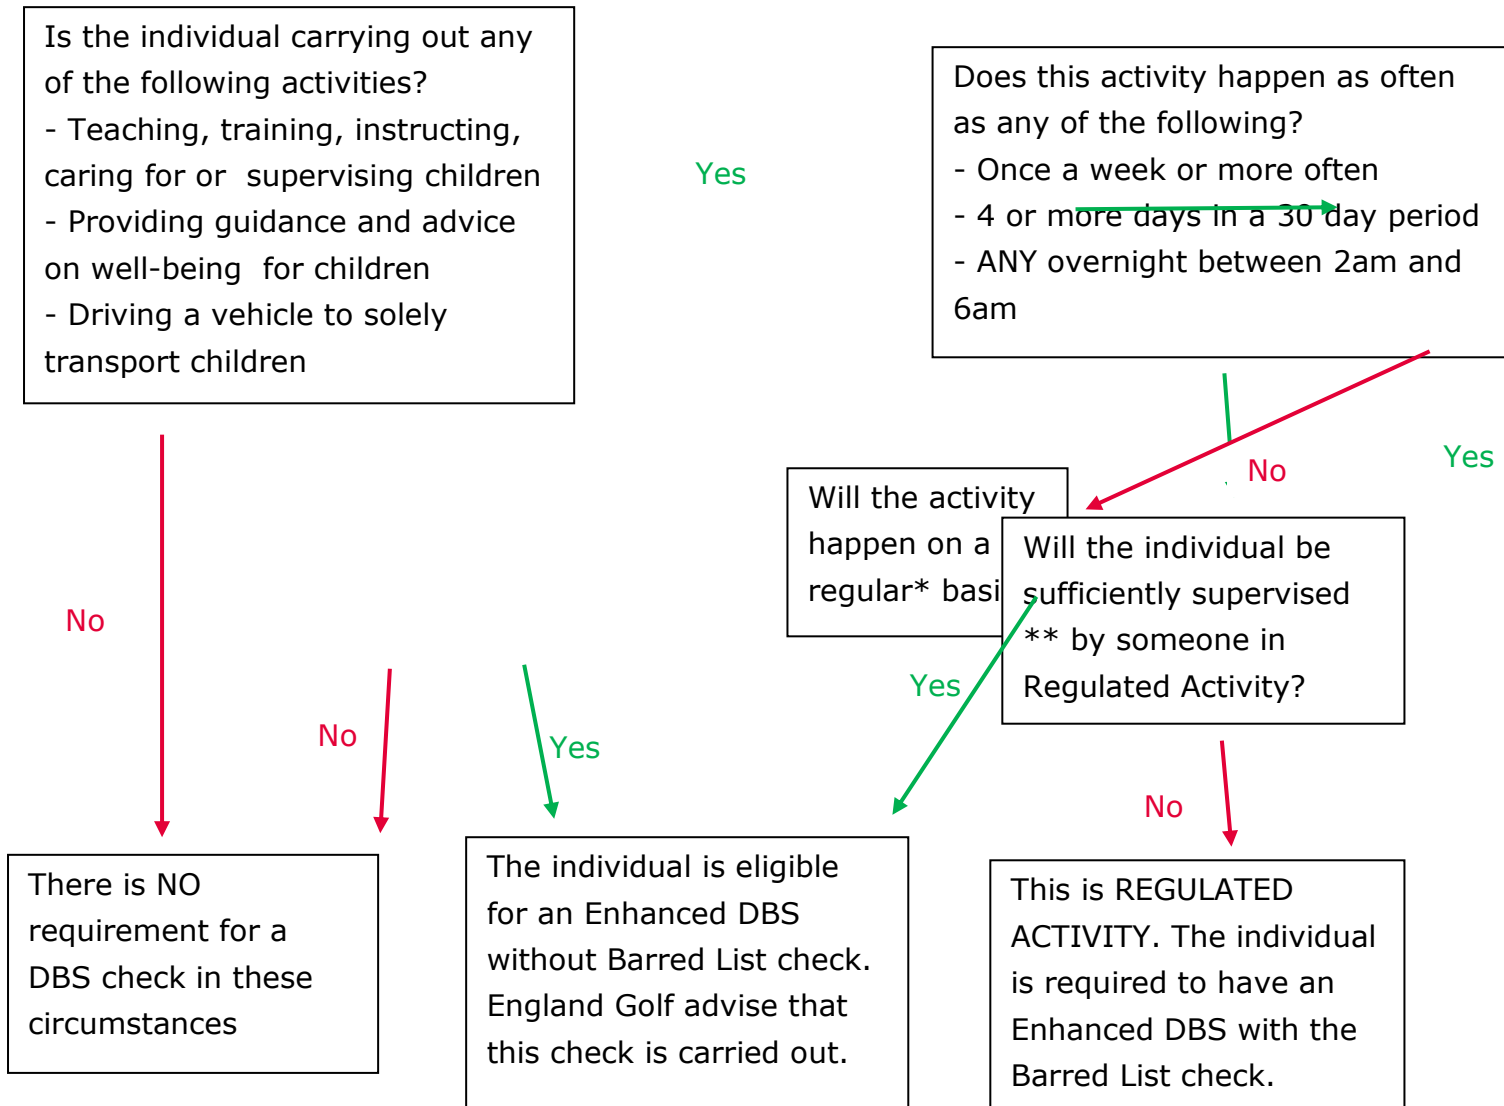 Is the individual carrying out any
of the following activities?
- Teaching, training, instructing,
caring for or  supervising children
- Providing guidance and advice
on well-being  for children
- Driving a vehicle to solely
transport children
Yes
Does this activity happen as often
as any of the following?
- Once a week or more often
- 4 or more days in a 30 day period
- ANY overnight between 2am and
6am
Yes
No
Will the activity
happen on a
regular* basi
Will the individual be
sufficiently supervised
** by someone in
Regulated Activity?
No
Yes
No
Yes
No
There is NO
requirement for a
DBS check in these
circumstances
The individual is eligible
for an Enhanced DBS
without Barred List check.
England Golf advise that
this check is carried out.
This is REGULATED
ACTIVITY. The individual
is required to have an
Enhanced DBS with the
Barred List check.